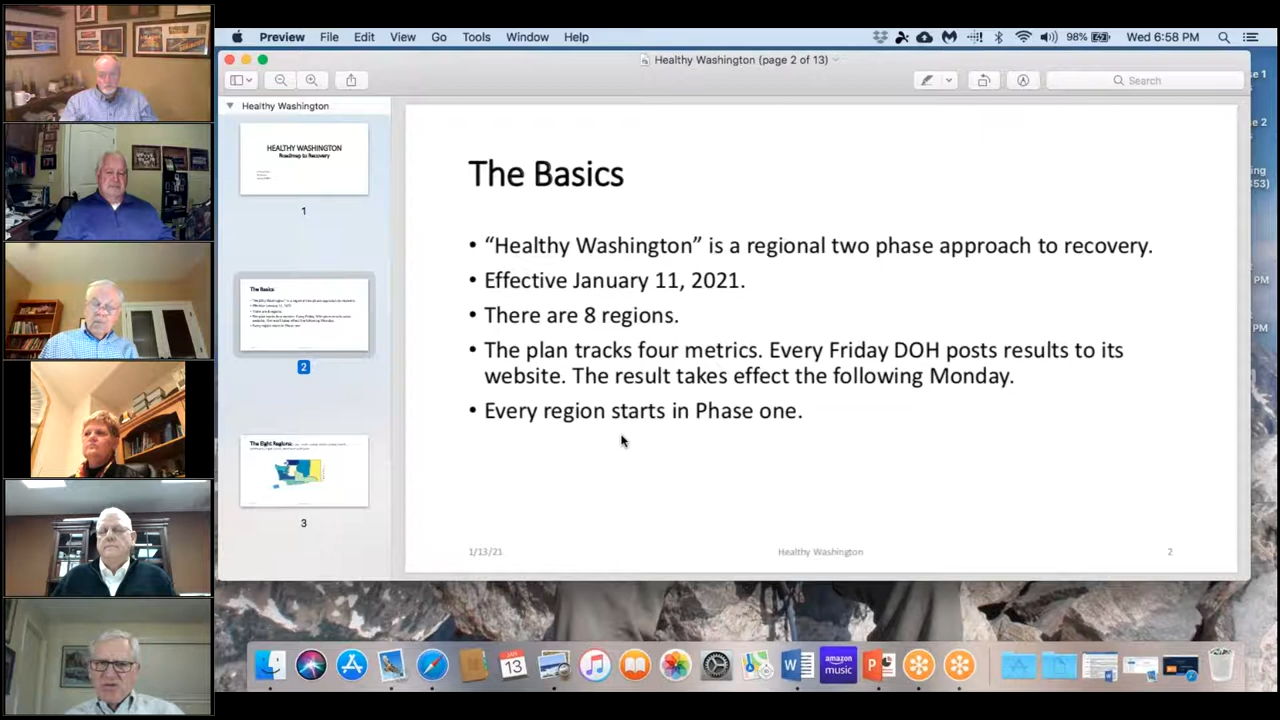 Preview File Edit View Go Tools Window Help 98% Wed 6:58 PM
Healthy Washington (page 2 of 13)
Search
Healthy Washington
HEALTHY WASHINGTON
Roadmap to Recovery
1
The Basics
2
The Eight Regions:
3
The Basics
• “Healthy Washington” is a regional two phase approach to recovery.
• Effective January 11, 2021.
• There are 8 regions.
• The plan tracks four metrics. Every Friday DOH posts results to its
website. The result takes effect the following Monday.
• Every region starts in Phase one.
1/13/21 Healthy Washington 2
JAN
13
amazon
music